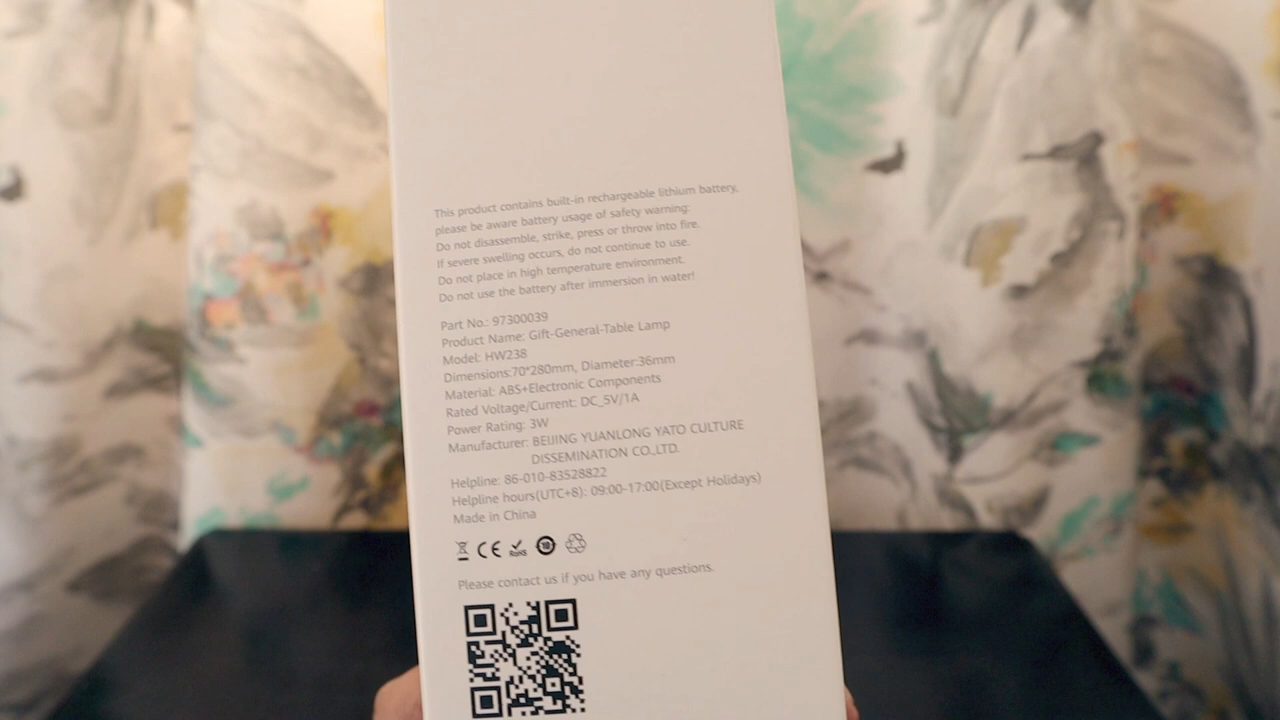 This product contains built-in rechargeable lithium battery,
please be aware battery usage of safety warning:
Do not disassemble, strike, press or throw into fire.
If severe swelling occurs, do not continue to use.
Do not place in high temperature environment.
Do not use the battery after immersion in water!
Part No.: 97300039
Product Name: Gift-General-Table Lamp
Model: HW238
Dimensions:70*280mm, Diameter:36mm
Material: ABS+Electronic Components
Rated Voltage/Current: DC_5V/1A
Power Rating: 3W
Manufacturer: BEIJING YUANLONG YATO CULTURE
DISSEMINATION CO.,LTD.
Helpline: 86-010-83528822
Helpline hours(UTC+8): 09:00-17:00(Except Holidays)
Made in China
CE RoHS 10
Please contact us if you have any questions.